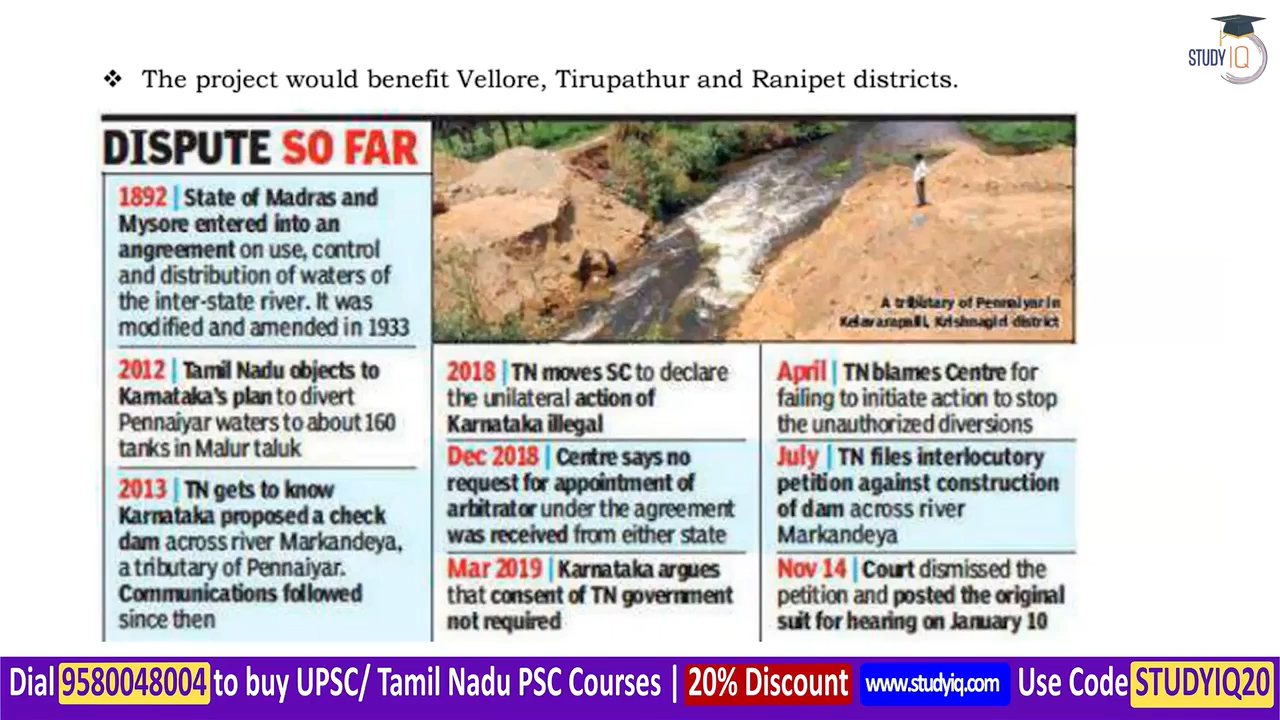 STUDY IQ
❖ The project would benefit Vellore, Tirupathur and Ranipet districts.
DISPUTE SO FAR
1892 | State of Madras and
Mysore entered into an
angreement on use, control
and distribution of waters of
the inter-state river. It was
modified and amended in 1933
2012 | Tamil Nadu objects to
Karnataka's plan to divert
Pennaiyar waters to about 160
tanks in Malur taluk
2013 | TN gets to know
Karnataka proposed a check
dam across river Markandeya,
a tributary of Pennaiyar.
Communications followed
since then
A tributary of Pennaiyar in
Kelavarapalli, Krishnagiri district
2018 | TN moves SC to declare
the unilateral action of
Karnataka illegal
Dec 2018 | Centre says no
request for appointment of
arbitrator under the agreement
was received from either state
Mar 2019 | Karnataka argues
that consent of TN government
not required
April | TN blames Centre for
failing to initiate action to stop
the unauthorized diversions
July | TN files interlocutory
petition against construction
of dam across river
Markandeya
Nov 14 | Court dismissed the
petition and posted the original
suit for hearing on January 10
Dial 9580048004 to buy UPSC/ Tamil Nadu PSC Courses | 20% Discount www.studyiq.com Use Code STUDYIQ20